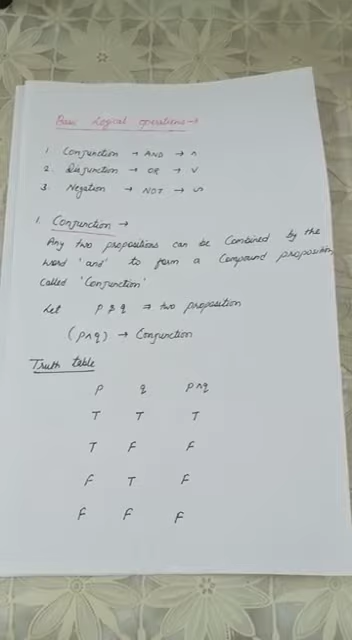 Basic Logical operations →
1. Conjunction → AND → ∧
2. Disjunction → OR → ∨
3. Negation → NOT → ∽
1. Conjunction →
Any two propositions can be Combined by the
word 'and' to form a Compound proposition
Called 'Conjunction'
Let p & q ⇒ two proposition
(p∧q) → Conjunction
Truth table
p q p∧q
T T T
T F F
F T F
F F F